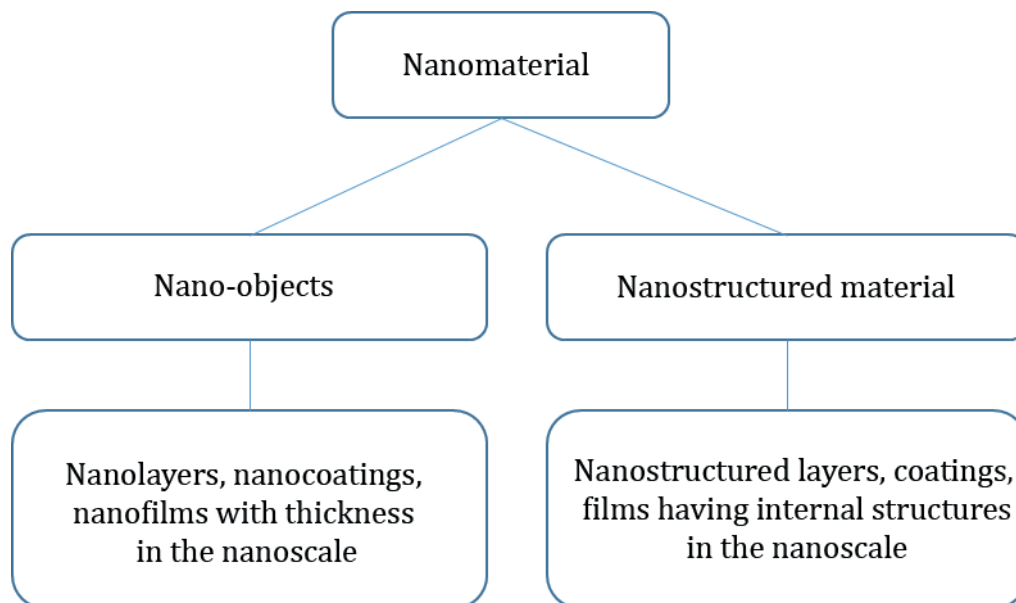 Nanomaterial
Nano-objects
Nanostructured material
Nanolayers, nanocoatings,
nanofilms with thickness
in the nanoscale
Nanostructured layers, coatings,
films having internal structures
in the nanoscale